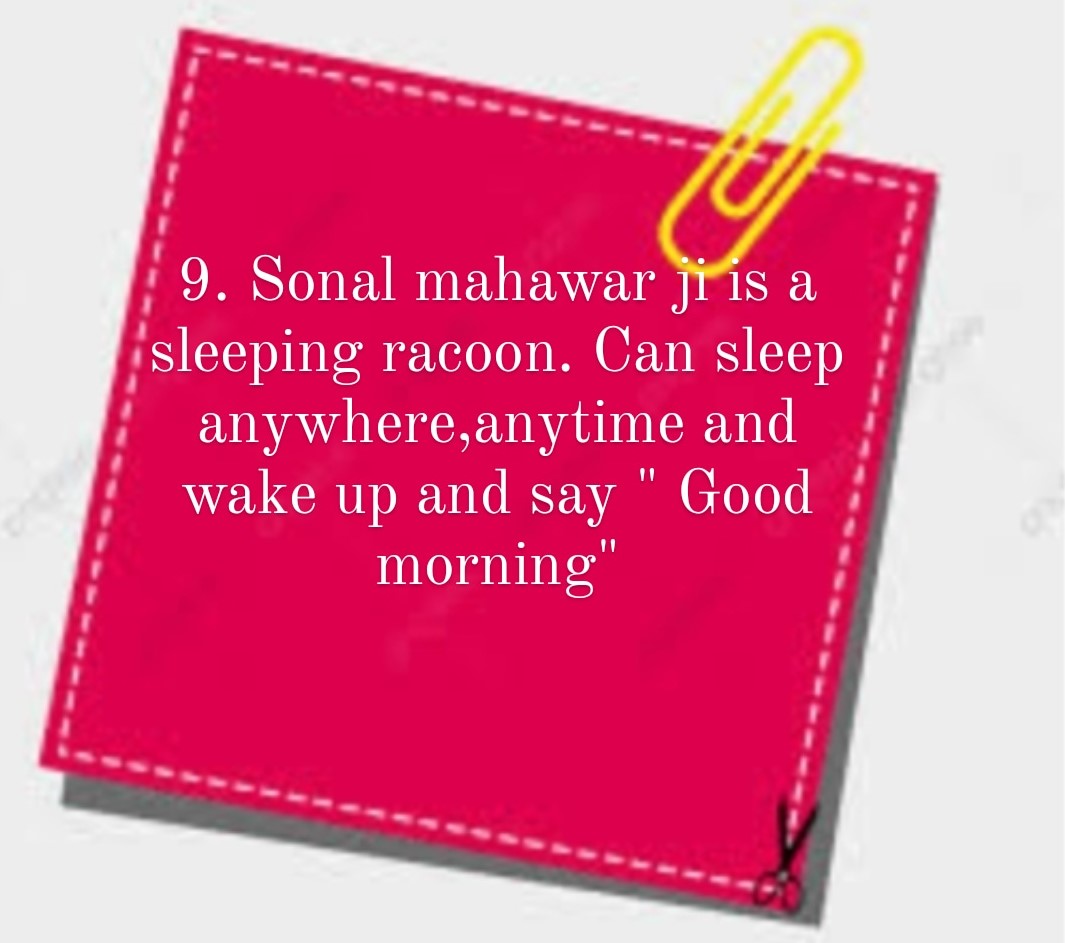 9. Sonal mahawar ji is a
sleeping racoon. Can sleep
anywhere,anytime and
wake up and say " Good
morning"